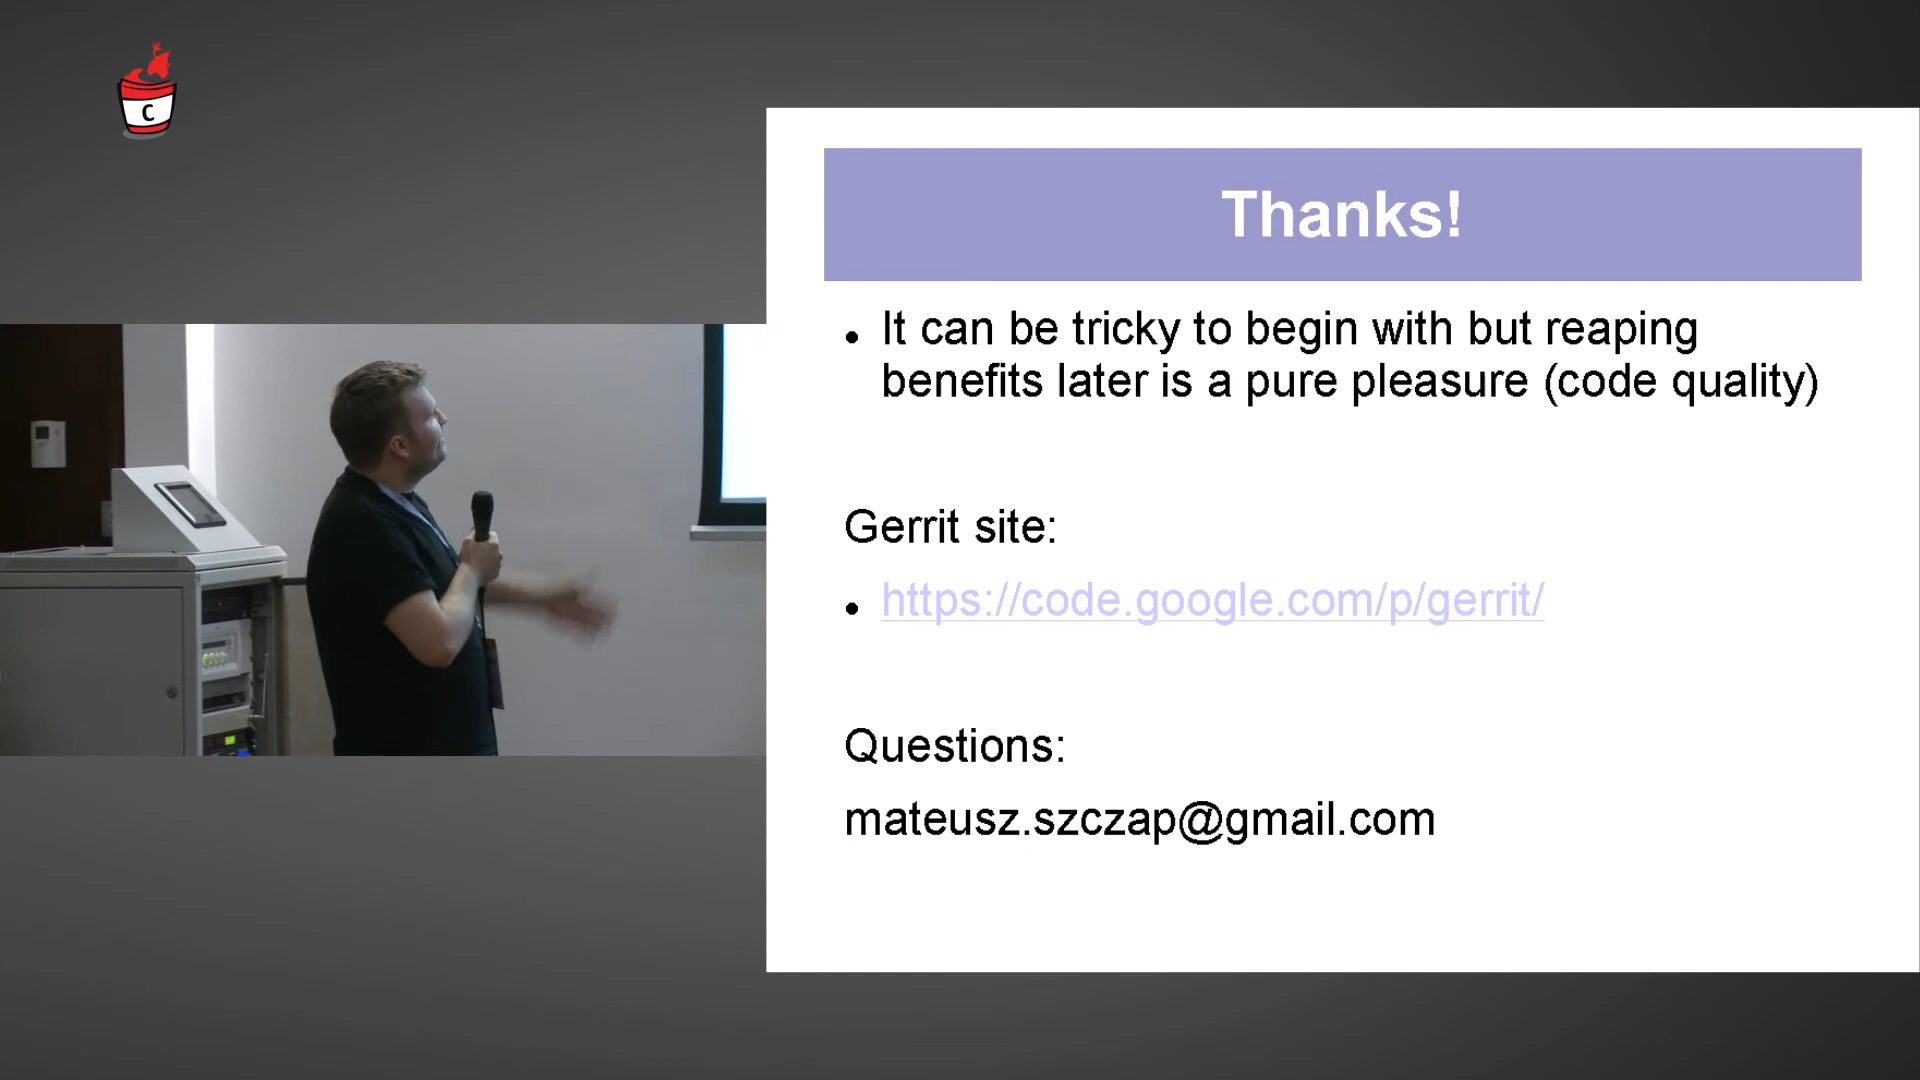 C
Thanks!
• It can be tricky to begin with but reaping
benefits later is a pure pleasure (code quality)
Gerrit site:
• https://code.google.com/p/gerrit/
Questions:
mateusz.szczap@gmail.com